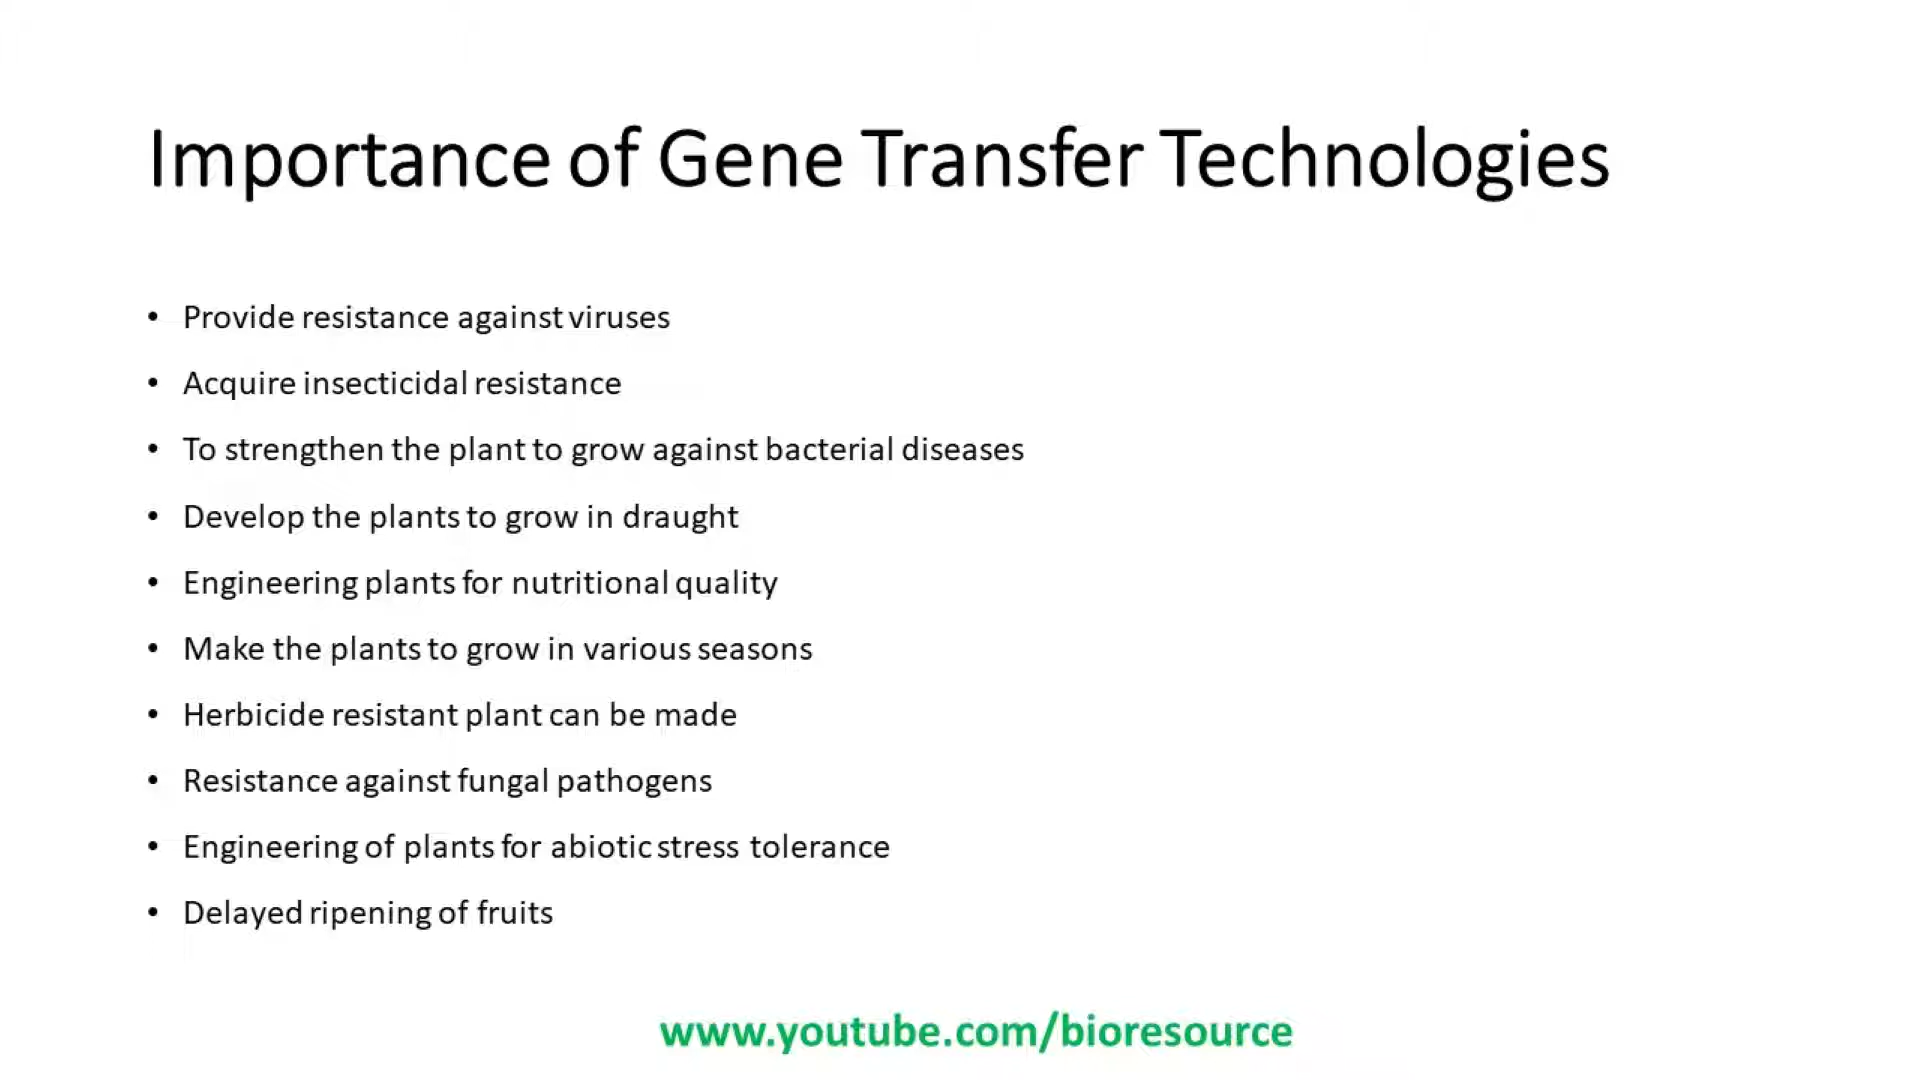 Importance of Gene Transfer Technologies
• Provide resistance against viruses
• Acquire insecticidal resistance
• To strengthen the plant to grow against bacterial diseases
• Develop the plants to grow in draught
• Engineering plants for nutritional quality
• Make the plants to grow in various seasons
• Herbicide resistant plant can be made
• Resistance against fungal pathogens
• Engineering of plants for abiotic stress tolerance
• Delayed ripening of fruits
www.youtube.com/bioresource